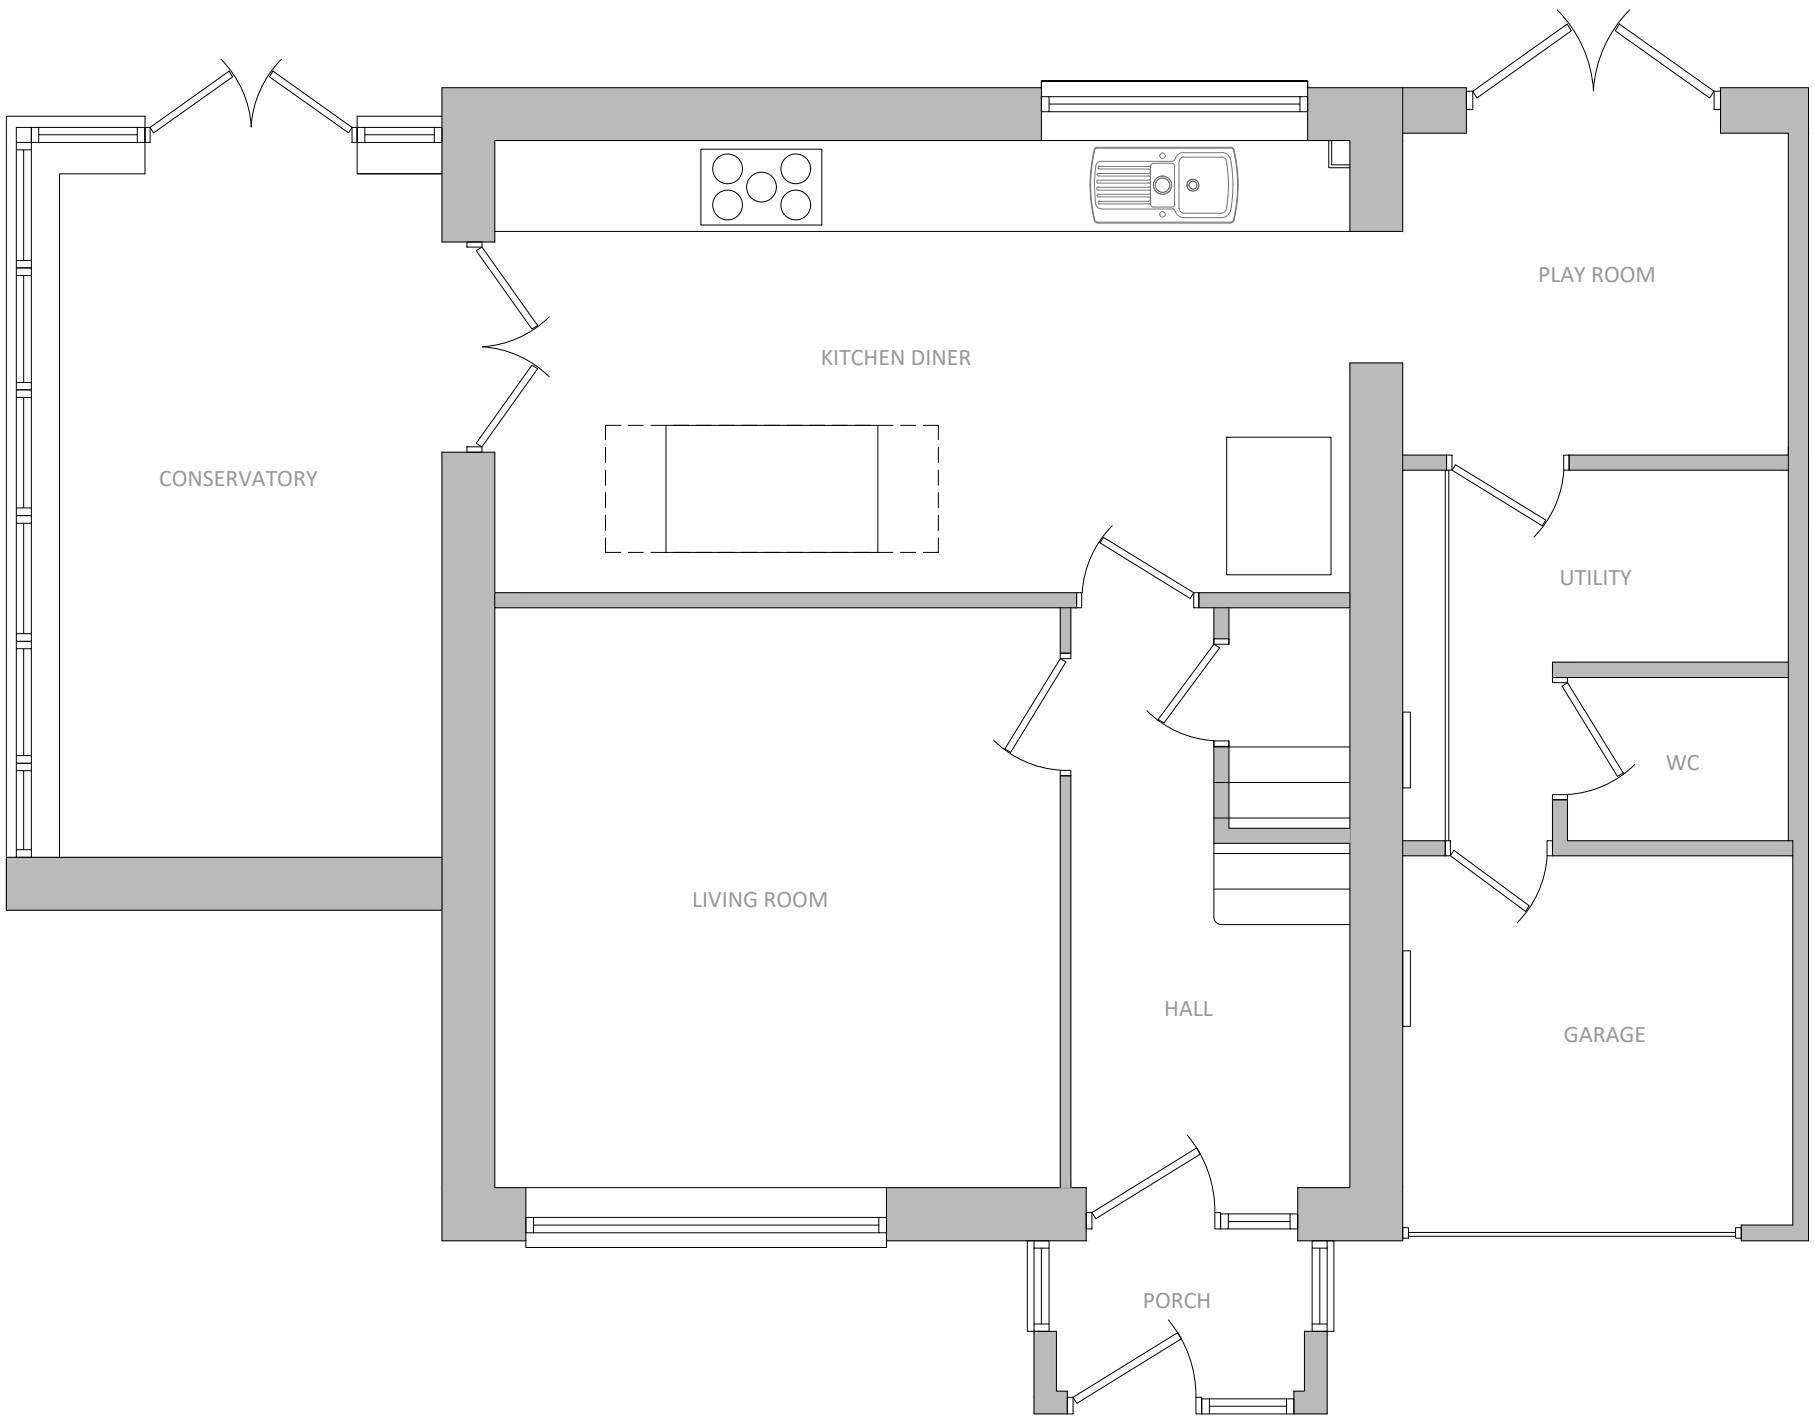 PLAY ROOM
KITCHEN DINER
CONSERVATORY
UTILITY
WC
LIVING ROOM
HALL
GARAGE
PORCH